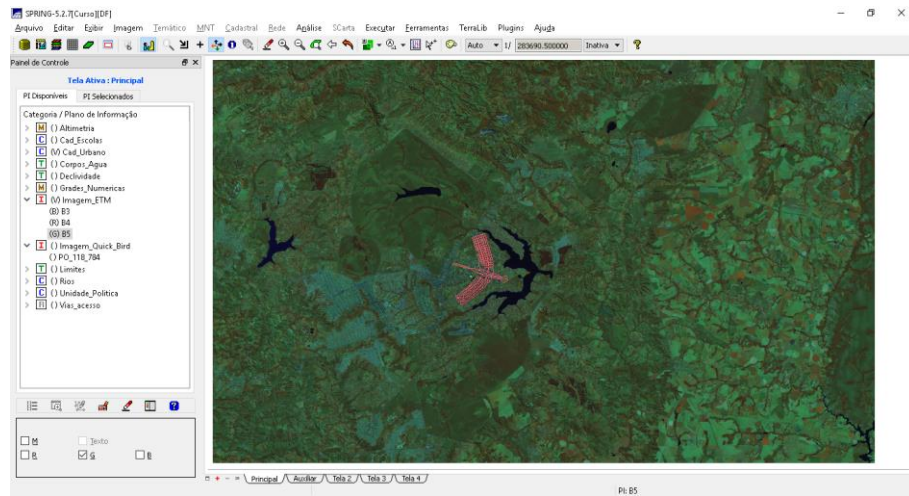 SPRING-5.2.7[Curso][DF]
Arquivo Editar Exibir Imagem Temático MNT Cadastral Rede Análise SCarta Executar Ferramentas TerraLib Plugins Ajuda
Auto 1/ 283690.500000 Inativa
Painel de Controle
Tela Ativa : Principal
PI Disponíveis PI Selecionados
Categoria / Plano de Informação
M () Altimetria
C () Cad_Escolas
C (V) Cad_Urbano
T () Corpos_Agua
T () Declividade
M () Grades_Numericas
I (V) Imagem_ETM
(B) B3
(R) B4
(G) B5
I () Imagem_Quick_Bird
() PO_118_784
T () Limites
C () Rios
C () Unidade_Politica
() Vias_acesso
M Texto
R G B
Principal Auxiliar Tela 2 Tela 3 Tela 4
PI: B5